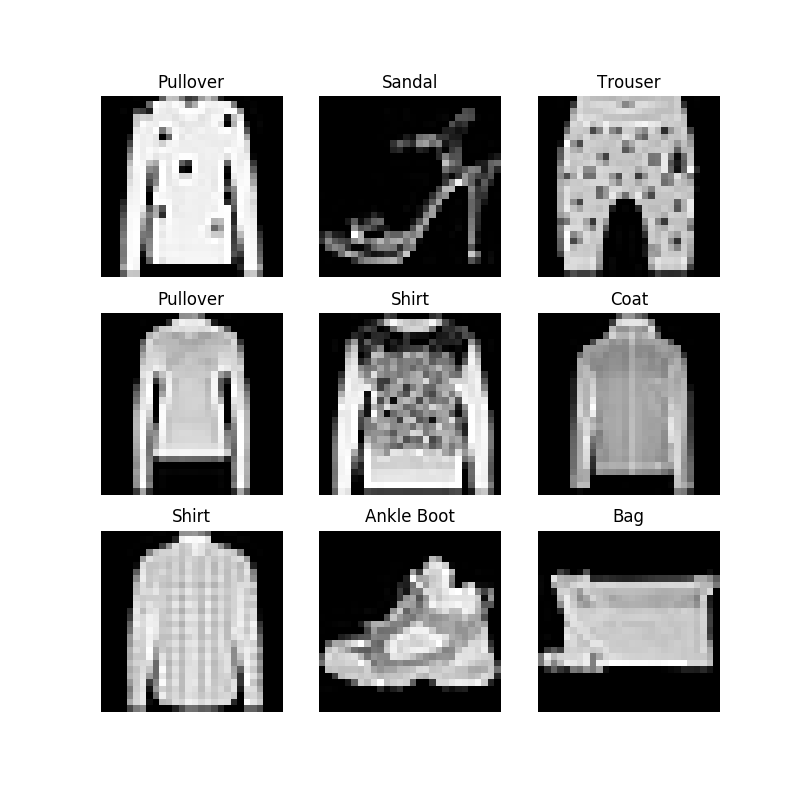 Pullover
Sandal
Trouser
Pullover
Shirt
Coat
Shirt
Ankle Boot
Bag